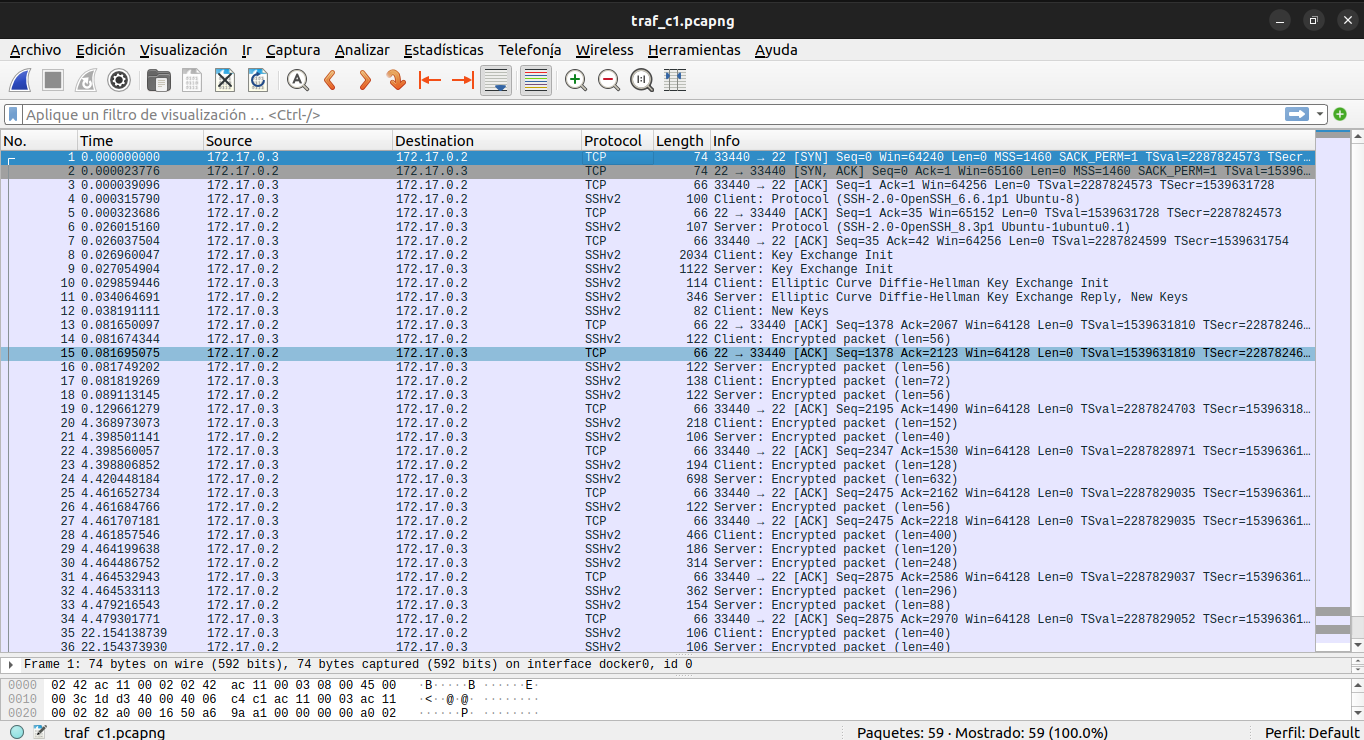 traf_c1.pcapng
Archivo Edición Visualización Ir Captura Analizar Estadísticas Telefonía Wireless Herramientas Ayuda
Aplique un filtro de visualización … <Ctrl-/>
No. Time Source Destination Protocol Length Info
1 0.000000000 172.17.0.3 172.17.0.2 TCP 74 33440 → 22 [SYN] Seq=0 Win=64240 Len=0 MSS=1460 SACK_PERM=1 TSval=2287824573 TSecr…
2 0.000023776 172.17.0.2 172.17.0.3 TCP 74 22 → 33440 [SYN, ACK] Seq=0 Ack=1 Win=65160 Len=0 MSS=1460 SACK_PERM=1 TSval=15396…
3 0.000039096 172.17.0.3 172.17.0.2 TCP 66 33440 → 22 [ACK] Seq=1 Ack=1 Win=64256 Len=0 TSval=2287824573 TSecr=1539631728
4 0.000315790 172.17.0.3 172.17.0.2 SSHv2 100 Client: Protocol (SSH-2.0-OpenSSH_6.6.1p1 Ubuntu-8)
5 0.000323686 172.17.0.2 172.17.0.3 TCP 66 22 → 33440 [ACK] Seq=1 Ack=35 Win=65152 Len=0 TSval=1539631728 TSecr=2287824573
6 0.026015160 172.17.0.2 172.17.0.3 SSHv2 107 Server: Protocol (SSH-2.0-OpenSSH_8.3p1 Ubuntu-1ubuntu0.1)
7 0.026037504 172.17.0.3 172.17.0.2 TCP 66 33440 → 22 [ACK] Seq=35 Ack=42 Win=64256 Len=0 TSval=2287824599 TSecr=1539631754
8 0.026960047 172.17.0.3 172.17.0.2 SSHv2 2034 Client: Key Exchange Init
9 0.027054904 172.17.0.2 172.17.0.3 SSHv2 1122 Server: Key Exchange Init
10 0.029859446 172.17.0.3 172.17.0.2 SSHv2 114 Client: Elliptic Curve Diffie-Hellman Key Exchange Init
11 0.034064691 172.17.0.2 172.17.0.3 SSHv2 346 Server: Elliptic Curve Diffie-Hellman Key Exchange Reply, New Keys
12 0.038191111 172.17.0.3 172.17.0.2 SSHv2 82 Client: New Keys
13 0.081650097 172.17.0.2 172.17.0.3 TCP 66 22 → 33440 [ACK] Seq=1378 Ack=2067 Win=64128 Len=0 TSval=1539631810 TSecr=22878246…
14 0.081674344 172.17.0.3 172.17.0.2 SSHv2 122 Client: Encrypted packet (len=56)
15 0.081695075 172.17.0.2 172.17.0.3 TCP 66 22 → 33440 [ACK] Seq=1378 Ack=2123 Win=64128 Len=0 TSval=1539631810 TSecr=22878246…
16 0.081749202 172.17.0.2 172.17.0.3 SSHv2 122 Server: Encrypted packet (len=56)
17 0.081819269 172.17.0.3 172.17.0.2 SSHv2 138 Client: Encrypted packet (len=72)
18 0.089113145 172.17.0.2 172.17.0.3 SSHv2 122 Server: Encrypted packet (len=56)
19 0.129661279 172.17.0.3 172.17.0.2 TCP 66 33440 → 22 [ACK] Seq=2195 Ack=1490 Win=64128 Len=0 TSval=2287824703 TSecr=15396318…
20 4.368973073 172.17.0.3 172.17.0.2 SSHv2 218 Client: Encrypted packet (len=152)
21 4.398501141 172.17.0.2 172.17.0.3 SSHv2 106 Server: Encrypted packet (len=40)
22 4.398560057 172.17.0.3 172.17.0.2 TCP 66 33440 → 22 [ACK] Seq=2347 Ack=1530 Win=64128 Len=0 TSval=2287828971 TSecr=15396361…
23 4.398806852 172.17.0.3 172.17.0.2 SSHv2 194 Client: Encrypted packet (len=128)
24 4.420448184 172.17.0.2 172.17.0.3 SSHv2 698 Server: Encrypted packet (len=632)
25 4.461652734 172.17.0.3 172.17.0.2 TCP 66 33440 → 22 [ACK] Seq=2475 Ack=2162 Win=64128 Len=0 TSval=2287829035 TSecr=15396361…
26 4.461684766 172.17.0.2 172.17.0.3 SSHv2 122 Server: Encrypted packet (len=56)
27 4.461707181 172.17.0.3 172.17.0.2 TCP 66 33440 → 22 [ACK] Seq=2475 Ack=2218 Win=64128 Len=0 TSval=2287829035 TSecr=15396361…
28 4.461857546 172.17.0.3 172.17.0.2 SSHv2 466 Client: Encrypted packet (len=400)
29 4.464199638 172.17.0.2 172.17.0.3 SSHv2 186 Server: Encrypted packet (len=120)
30 4.464486752 172.17.0.2 172.17.0.3 SSHv2 314 Server: Encrypted packet (len=248)
31 4.464532943 172.17.0.3 172.17.0.2 TCP 66 33440 → 22 [ACK] Seq=2875 Ack=2586 Win=64128 Len=0 TSval=2287829037 TSecr=15396361…
32 4.464533113 172.17.0.2 172.17.0.3 SSHv2 362 Server: Encrypted packet (len=296)
33 4.479216543 172.17.0.2 172.17.0.3 SSHv2 154 Server: Encrypted packet (len=88)
34 4.479301771 172.17.0.3 172.17.0.2 TCP 66 33440 → 22 [ACK] Seq=2875 Ack=2970 Win=64128 Len=0 TSval=2287829052 TSecr=15396361…
35 22.154138739 172.17.0.3 172.17.0.2 SSHv2 106 Client: Encrypted packet (len=40)
36 22.154373930 172.17.0.2 172.17.0.3 SSHv2 106 Server: Encrypted packet (len=40)
Frame 1: 74 bytes on wire (592 bits), 74 bytes captured (592 bits) on interface docker0, id 0
0000 02 42 ac 11 00 02 02 42 ac 11 00 03 08 00 45 00 ·B·····B ······E·
0010 00 3c 1d d3 40 00 40 06 c4 c1 ac 11 00 03 ac 11 ·<··@·@· ········
0020 00 02 82 a0 00 16 50 a6 9a a1 00 00 00 00 a0 02 ······P· ········
traf_c1.pcapng Paquetes: 59 · Mostrado: 59 (100.0%) Perfil: Default